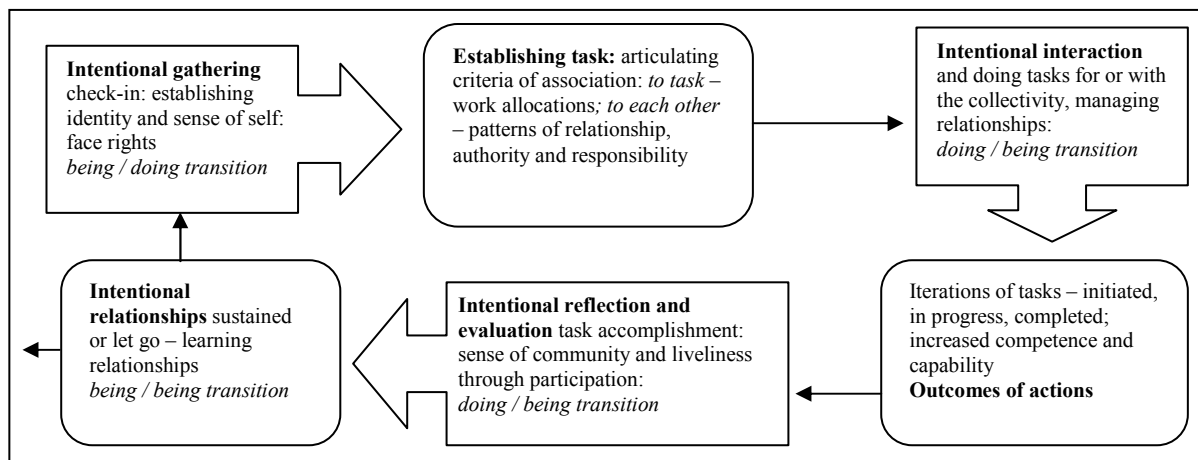 Intentional gathering
check-in: establishing
identity and sense of self:
face rights
being / doing transition
Establishing task: articulating
criteria of association: to task –
work allocations; to each other
– patterns of relationship,
authority and responsibility
Intentional interaction
and doing tasks for or with
the collectivity, managing
relationships:
doing / being transition
Iterations of tasks – initiated,
in progress, completed;
increased competence and
capability
Outcomes of actions
Intentional reflection and
evaluation task accomplishment:
sense of community and liveliness
through participation:
doing / being transition
Intentional
relationships sustained
or let go – learning
relationships
being / being transition